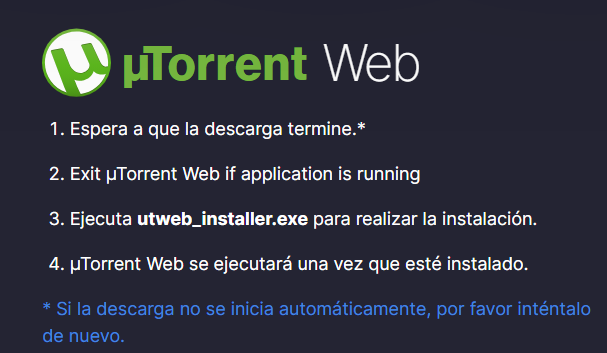 µTorrent Web
1. Espera a que la descarga termine.*
2. Exit µTorrent Web if application is running
3. Ejecuta utweb_installer.exe para realizar la instalación.
4. µTorrent Web se ejecutará una vez que esté instalado.
* Si la descarga no se inicia automáticamente, por favor inténtalo
de nuevo.